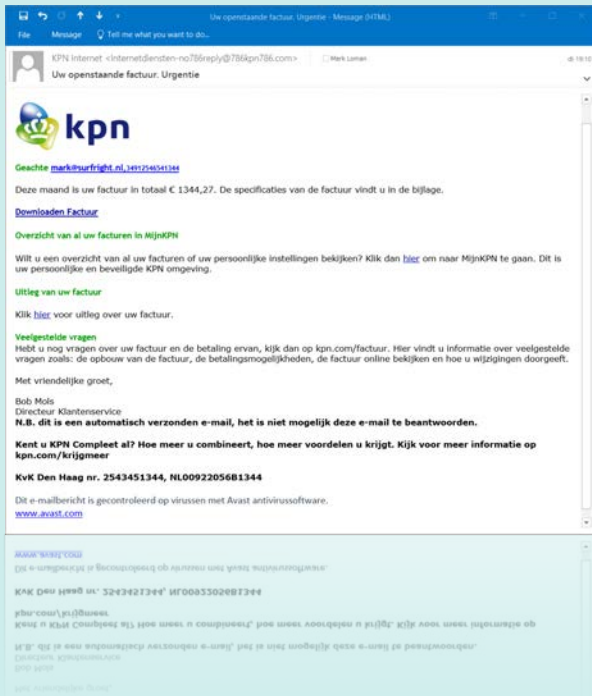 Uw openstaande factuur. Urgentie - Message (HTML)
File Message Tell me what you want to do...
KPN Internet <internetdiensten-no786reply@786kpn786.com> Mark Loman di 19:10
Uw openstaande factuur. Urgentie
kpn
Geachte mark@surfright.nl,34912546541344
Deze maand is uw factuur in totaal € 1344,27. De specificaties van de factuur vindt u in de bijlage.
Downloaden Factuur
Overzicht van al uw facturen in MijnKPN
Wilt u een overzicht van al uw facturen of uw persoonlijke instellingen bekijken? Klik dan hier om naar MijnKPN te gaan. Dit is
uw persoonlijke en beveiligde KPN omgeving.
Uitleg van uw factuur
Klik hier voor uitleg over uw factuur.
Veelgestelde vragen
Hebt u nog vragen over uw factuur en de betaling ervan, kijk dan op kpn.com/factuur. Hier vindt u informatie over veelgestelde
vragen zoals: de opbouw van de factuur, de betalingsmogelijkheden, de factuur online bekijken en hoe u wijzigingen doorgeeft.
Met vriendelijke groet,
Bob Mols
Directeur Klantenservice
N.B. dit is een automatisch verzonden e-mail, het is niet mogelijk deze e-mail te beantwoorden.
Kent u KPN Compleet al? Hoe meer u combineert, hoe meer voordelen u krijgt. Kijk voor meer informatie op
kpn.com/krijgmeer
KvK Den Haag nr. 2543451344, NL00922056B1344
Dit e-mailbericht is gecontroleerd op virussen met Avast antivirussoftware.
www.avast.com